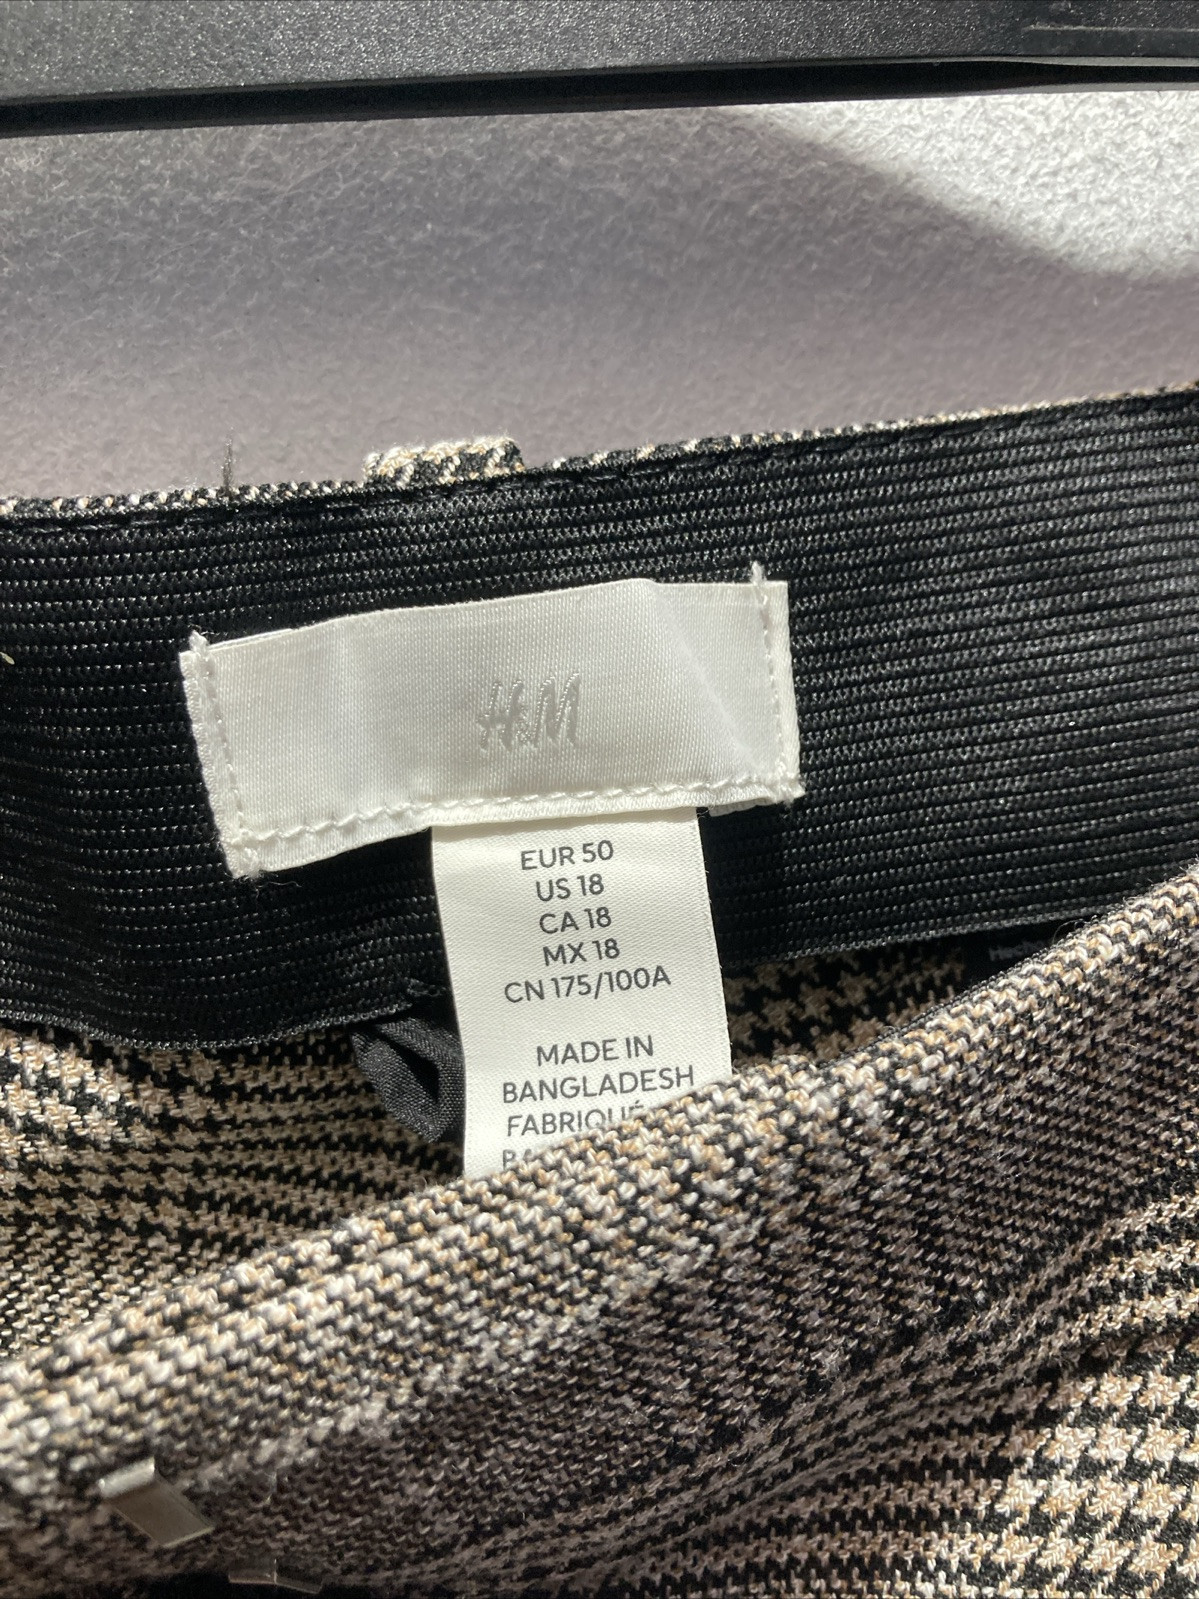 H&M
EUR 50
US 18
CA 18
MX 18
CN 175/100A
MADE IN
BANGLADESH
FABRIQUÉ